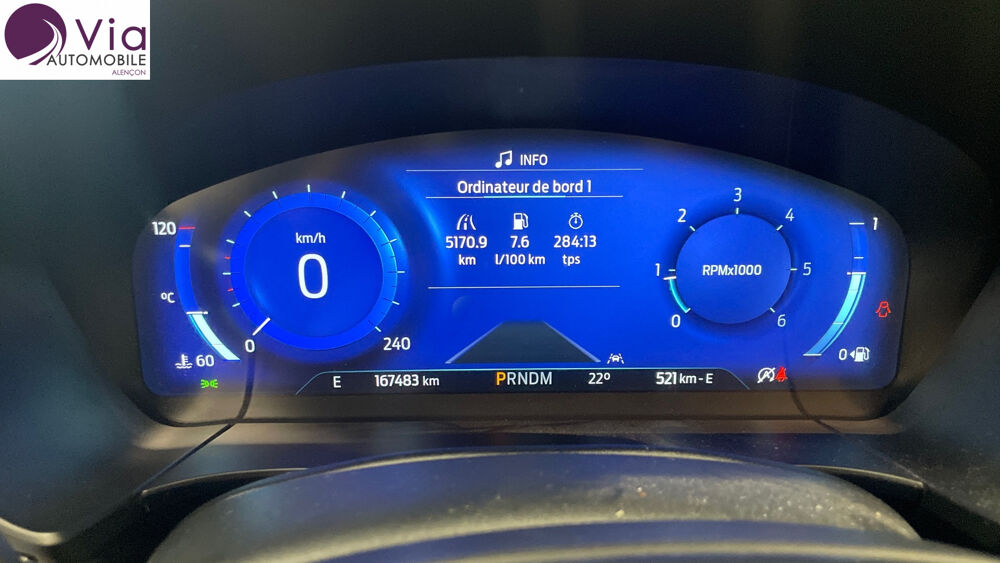 Via
AUTOMOBILE
ALENÇON
INFO
Ordinateur de bord 1
5170.9 7.6 284:13
km l/100 km tps
120
°C
60
km/h
0
0
240
RPMx1000
0
1
2
3
4
5
6
1
0
E 167483 km PRNDM 22° 521 km - E